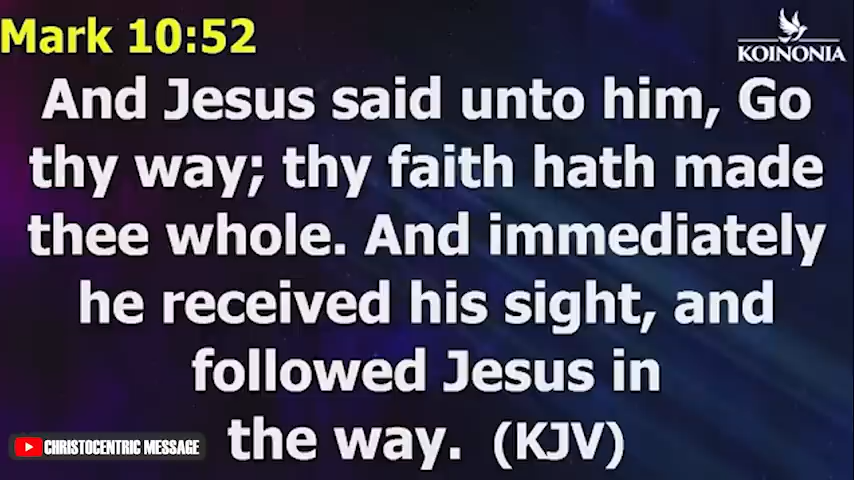 Mark 10:52
KOINONIA
And Jesus said unto him, Go
thy way; thy faith hath made
thee whole. And immediately
he received his sight, and
followed Jesus in
the way. (KJV)
CHRISTOCENTRIC MESSAGE